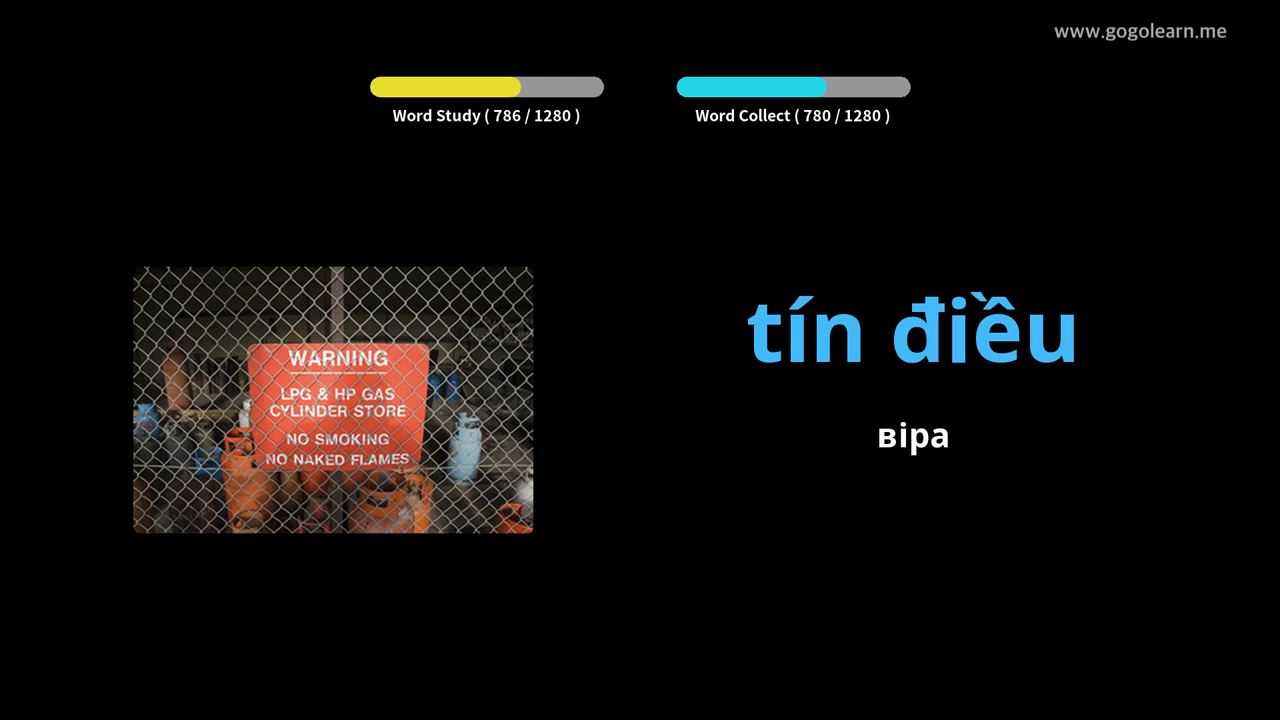 www.gogolearn.me
Word Study ( 786 / 1280 )
Word Collect ( 780 / 1280 )
WARNING
LPG & HP GAS
CYLINDER STORE
NO SMOKING
NO NAKED FLAMES
tín điều
віра